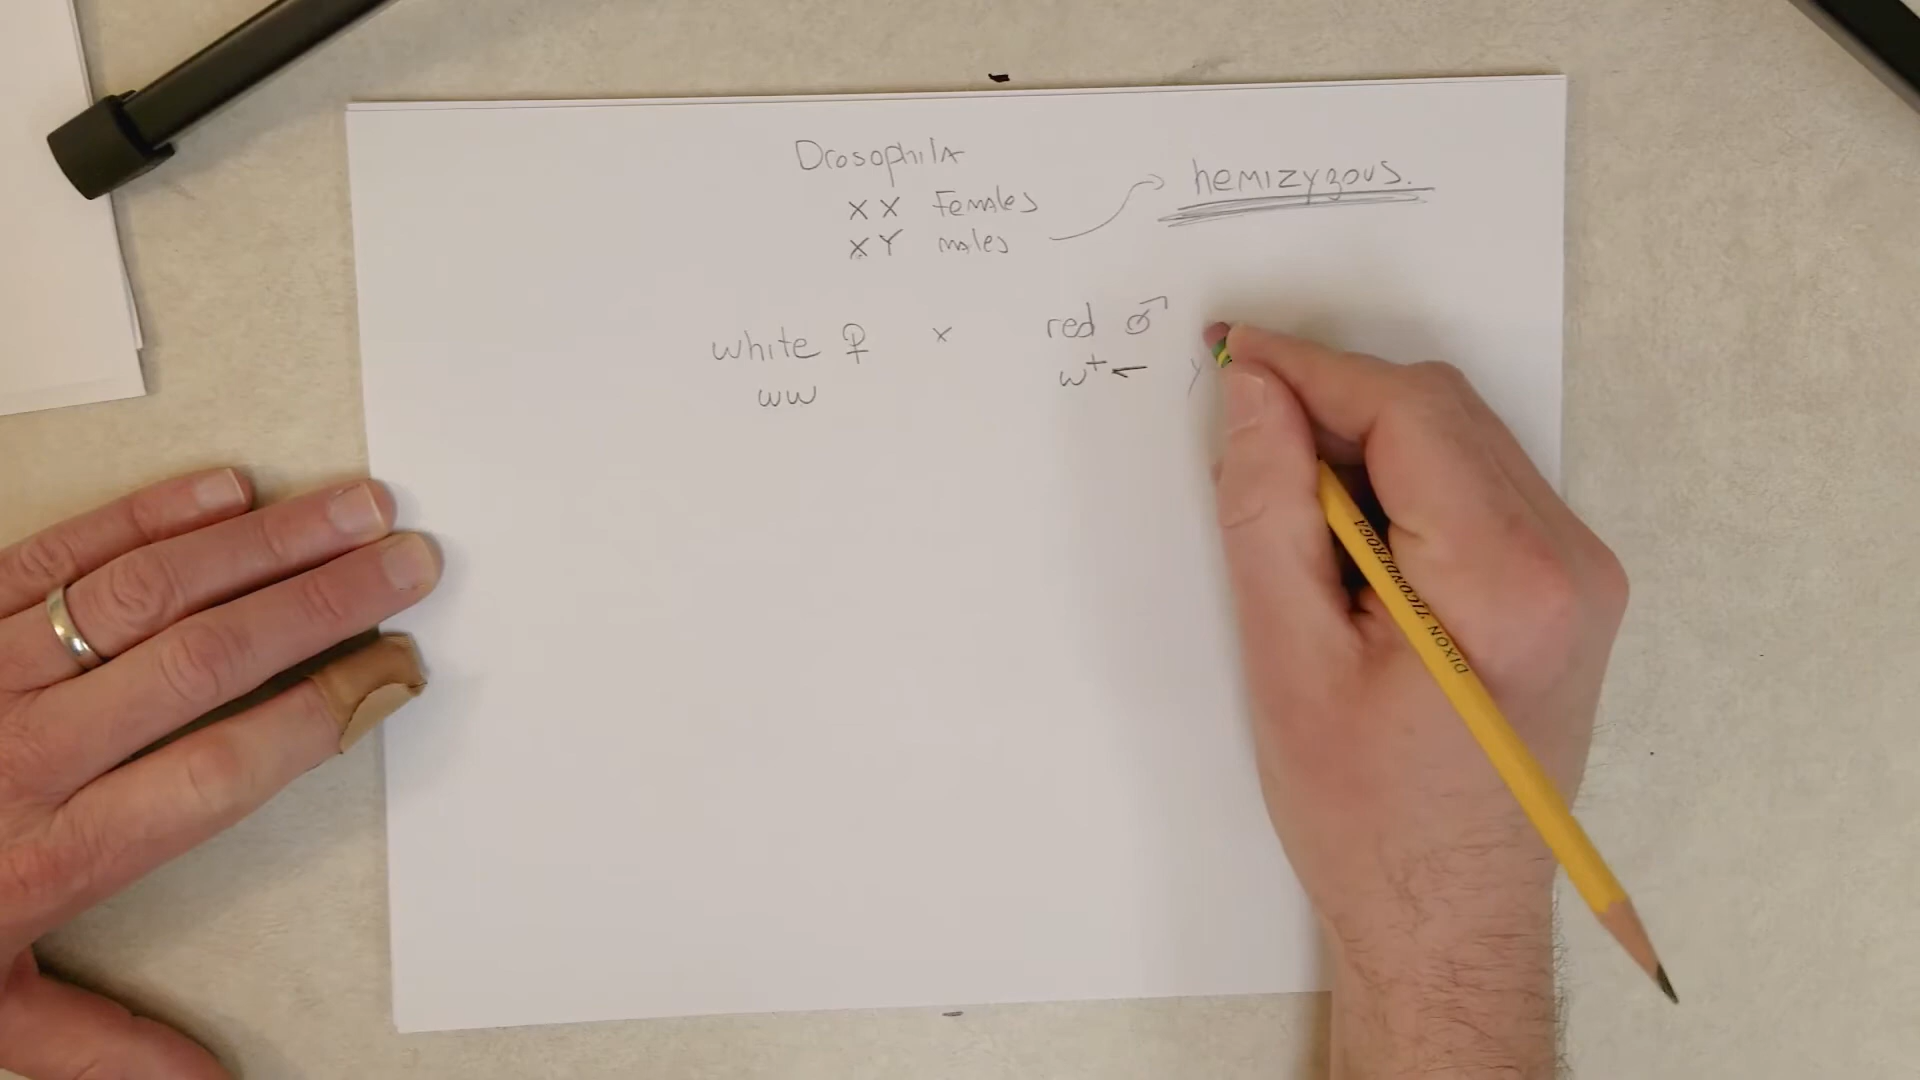 Drosophila
XX Females
XY males
hemizygous.
white ♀ x red ♂
ww w+ ← y
DIXON TICONDEROGA